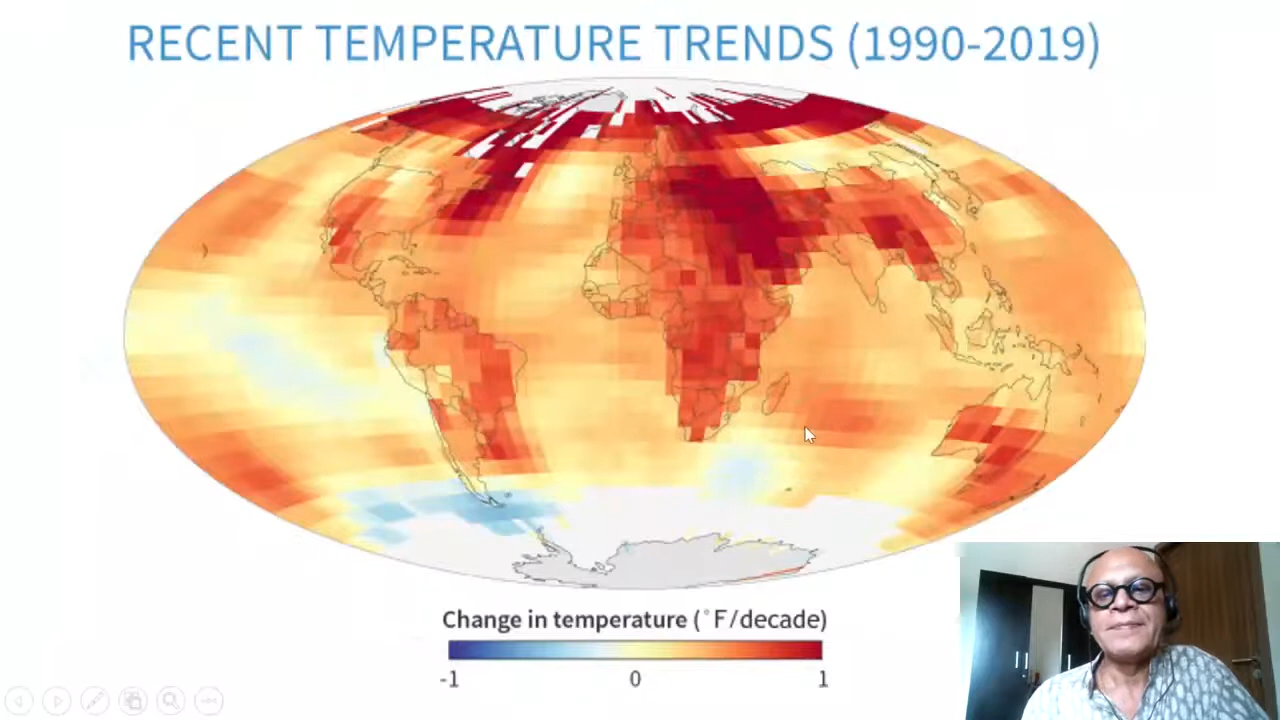 RECENT TEMPERATURE TRENDS (1990-2019)
Change in temperature (°F/decade)
-1 0 1